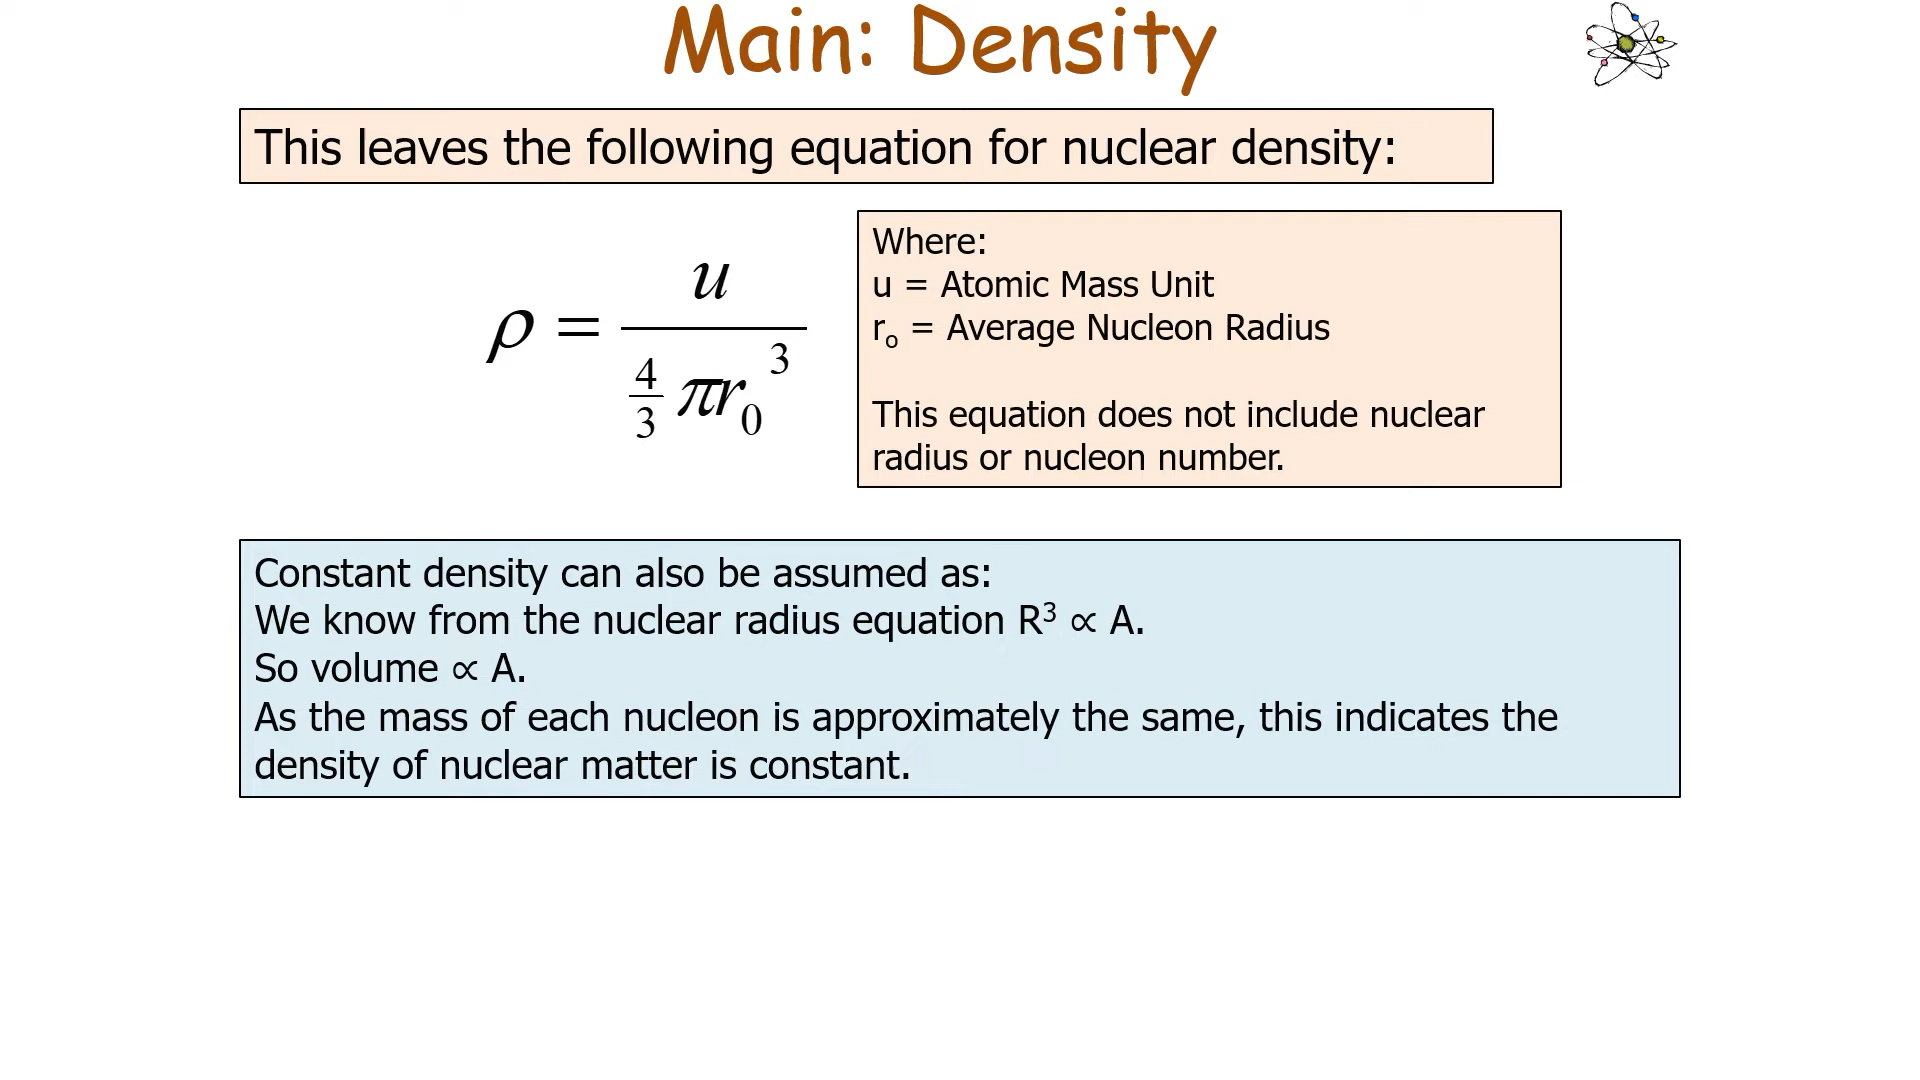 Main: Density
This leaves the following equation for nuclear density:
ρ = u / (4/3 πr₀³)
Where:
u = Atomic Mass Unit
rₒ = Average Nucleon Radius
This equation does not include nuclear
radius or nucleon number.
Constant density can also be assumed as:
We know from the nuclear radius equation R³ ∝ A.
So volume ∝ A.
As the mass of each nucleon is approximately the same, this indicates the
density of nuclear matter is constant.